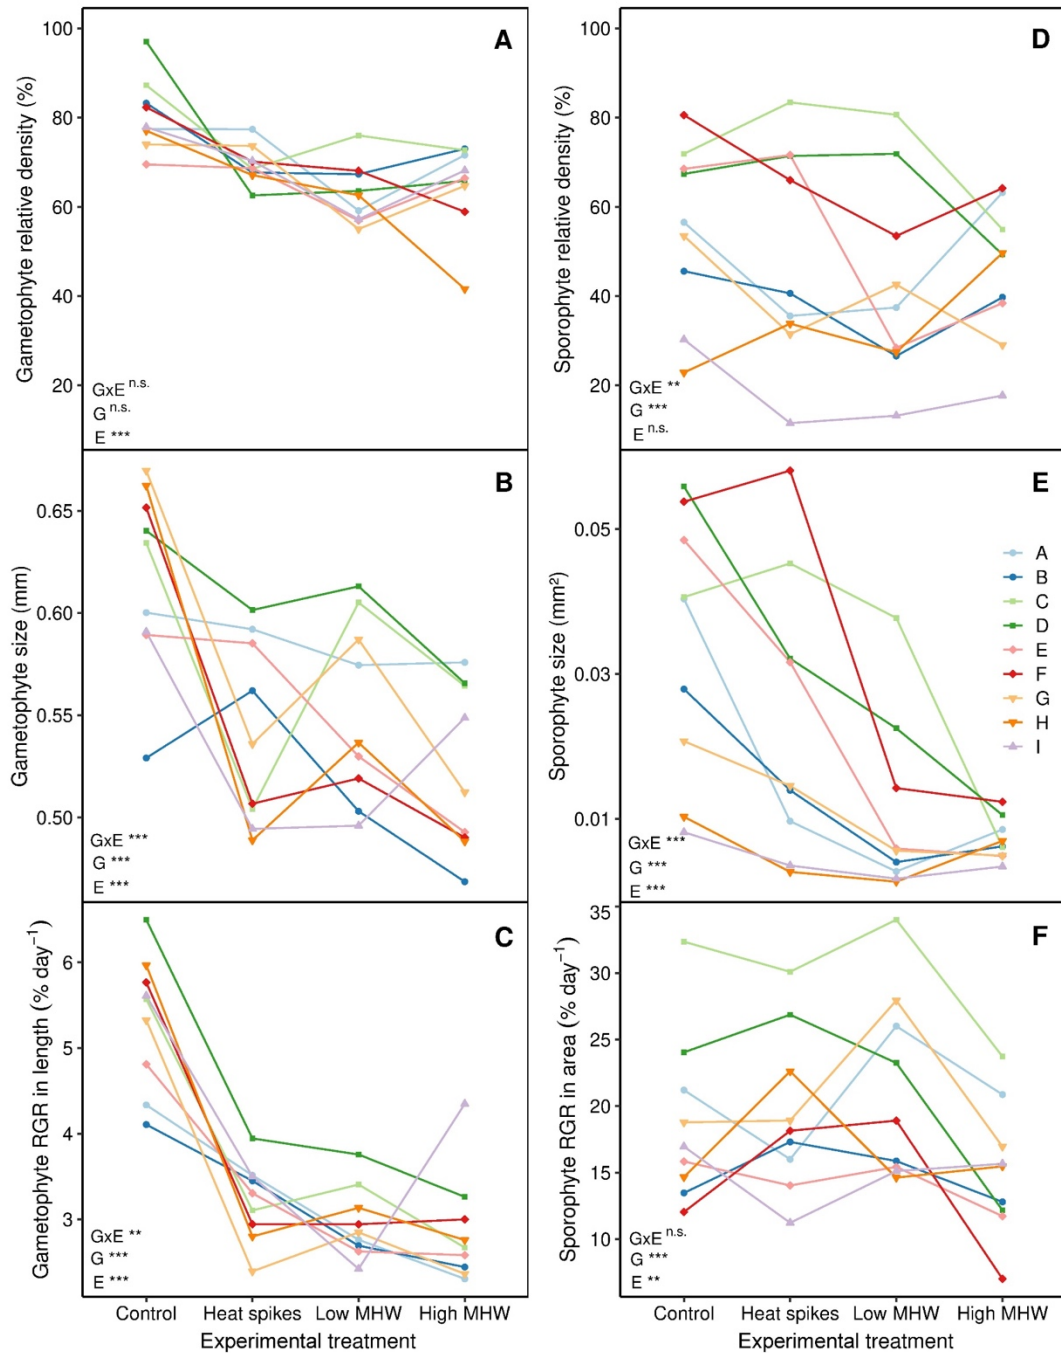 A
Gametophyte relative density (%)
100
80
60
40
20
GxE n.s.
G n.s.
E ***
B
Gametophyte size (mm)
0.65
0.60
0.55
0.50
GxE ***
G ***
E ***
C
Gametophyte RGR in length (% day⁻¹)
6
5
4
3
GxE **
G ***
E ***
Control Heat spikes Low MHW High MHW
Experimental treatment
D
Sporophyte relative density (%)
100
80
60
40
20
GxE **
G ***
E n.s.
E
Sporophyte size (mm²)
0.05
0.03
0.01
GxE ***
G ***
E ***
A
B
C
D
E
F
G
H
I
F
Sporophyte RGR in area (% day⁻¹)
35
30
25
20
15
10
GxE n.s.
G ***
E **
Control Heat spikes Low MHW High MHW
Experimental treatment